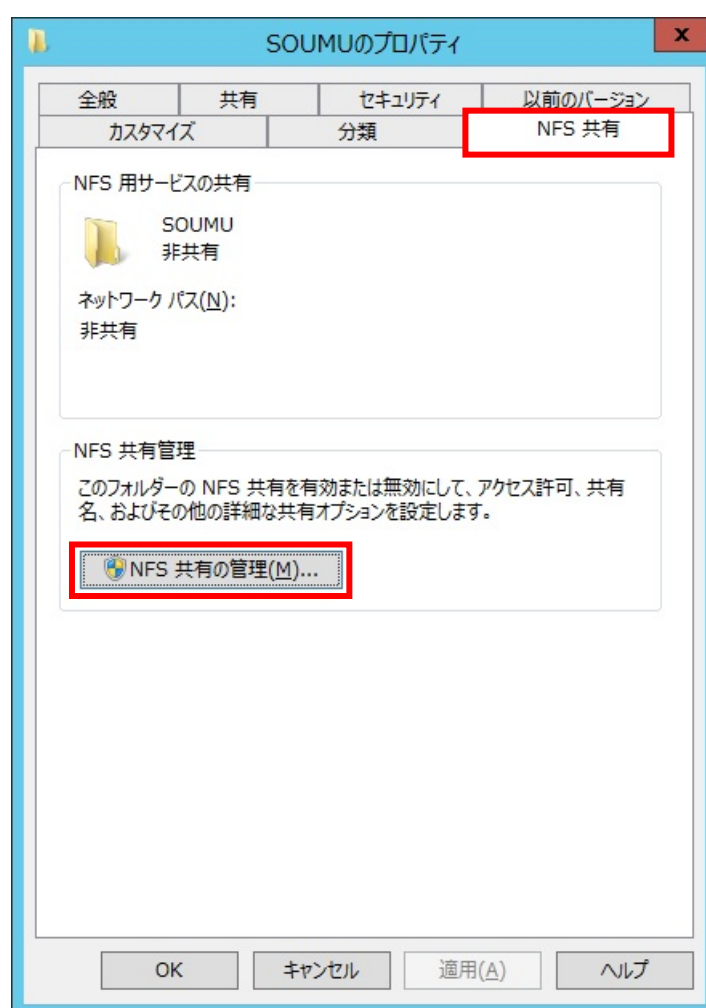 SOUMUのプロパティ
x
全般 共有 セキュリティ 以前のバージョン
カスタマイズ 分類 NFS 共有
NFS 用サービスの共有
SOUMU
非共有
ネットワーク パス(N):
非共有
NFS 共有管理
このフォルダーの NFS 共有を有効または無効にして、アクセス許可、共有
名、およびその他の詳細な共有オプションを設定します。
NFS 共有の管理(M)...
OK キャンセル 適用(A) ヘルプ